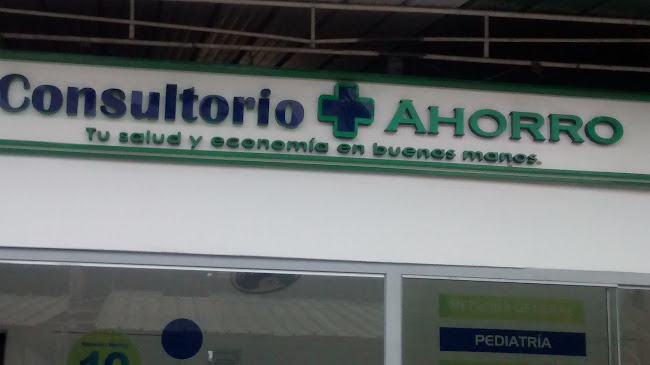 Consultorio AHORRO
Tu salud y economía en buenas manos.
PEDIATRÍA